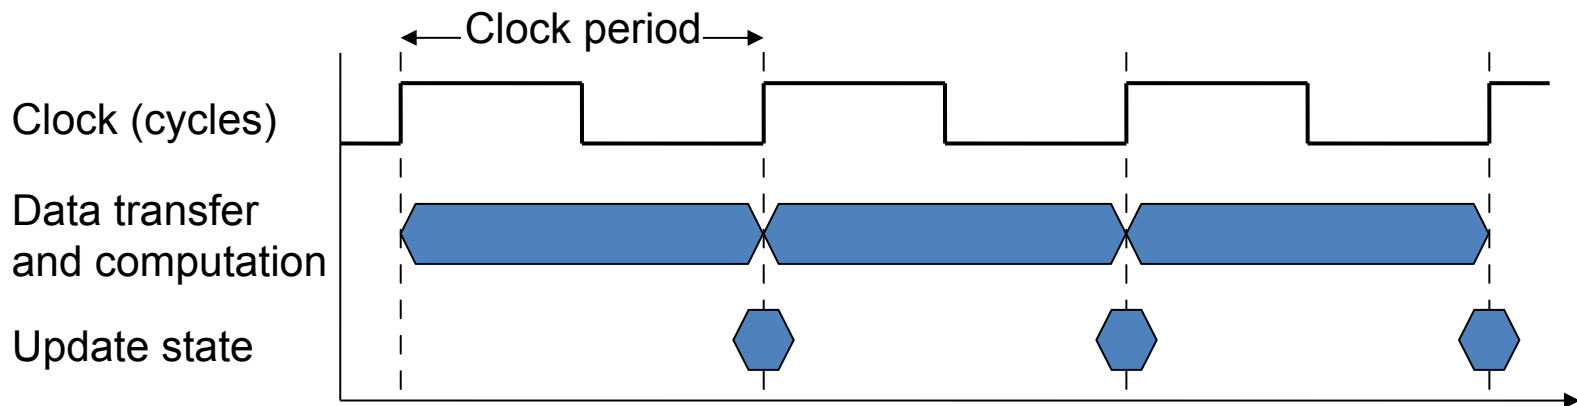 Clock period
Clock (cycles)
Data transfer
and computation
Update state